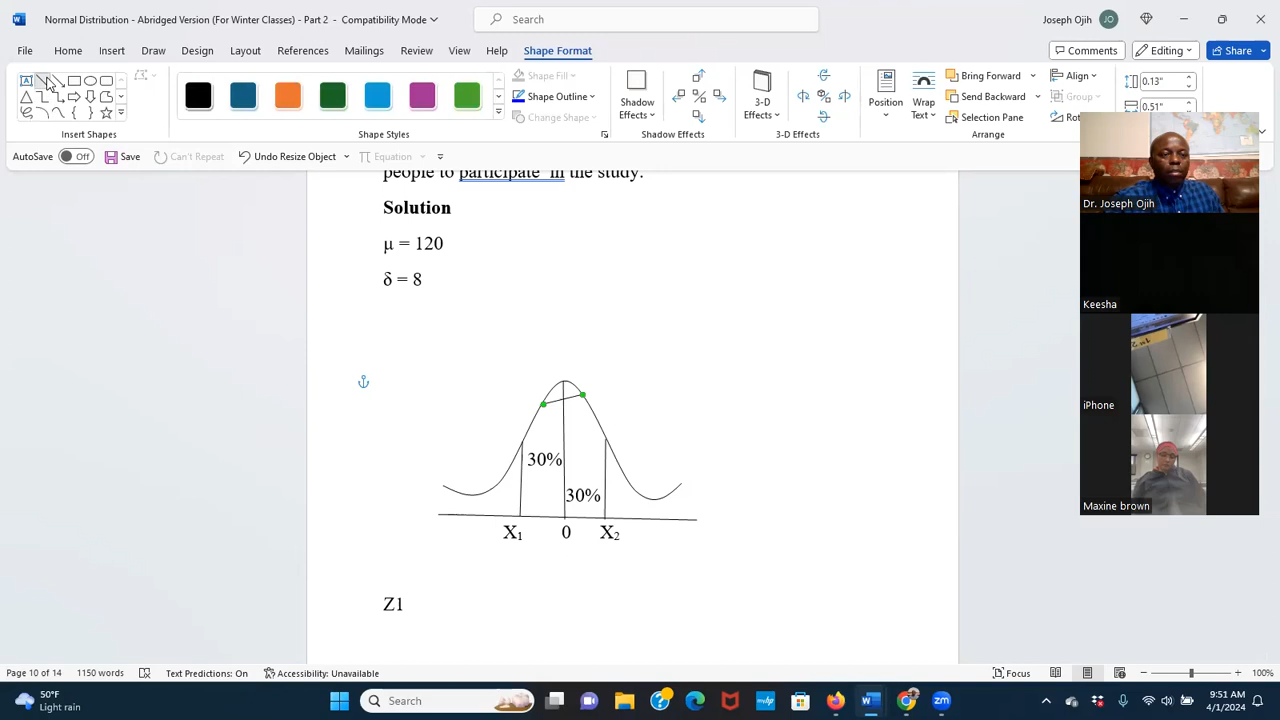 Normal Distribution - Abridged Version (For Winter Classes) - Part 2 - Compatibility Mode
Search
Joseph Ojih
JO
File Home Insert Draw Design Layout References Mailings Review View Help Shape Format
Comments
Editing
Share
Shape Fill
Shape Outline
Change Shape
Shadow Effects
3-D Effects
Position
Wrap Text
Bring Forward
Send Backward
Selection Pane
Align
Group
0.13"
0.51"
Insert Shapes
Shape Styles
Shadow Effects
3-D Effects
Arrange
AutoSave Off Save Can't Repeat Undo Resize Object Equation
people to participate in the study.
Solution
μ = 120
δ = 8
30%
30%
X₁ 0 X₂
Z1
Dr. Joseph Ojih
Keesha
iPhone
Maxine brown
Page 10 of 14 1150 words Text Predictions: On Accessibility: Unavailable
Focus
100%
50°F
Light rain
Search
9:51 AM
4/1/2024